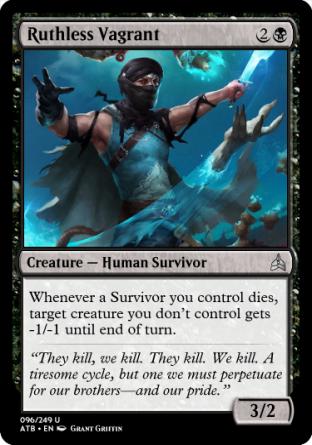 Ruthless Vagrant 2
Creature — Human Survivor
Whenever a Survivor you control dies,
target creature you don’t control gets
-1/-1 until end of turn.
“They kill, we kill. They kill. We kill. A
tiresome cycle, but one we must perpetuate
for our brothers—and our pride.”
3/2
096/249 U
ATB • EN Grant Griffin